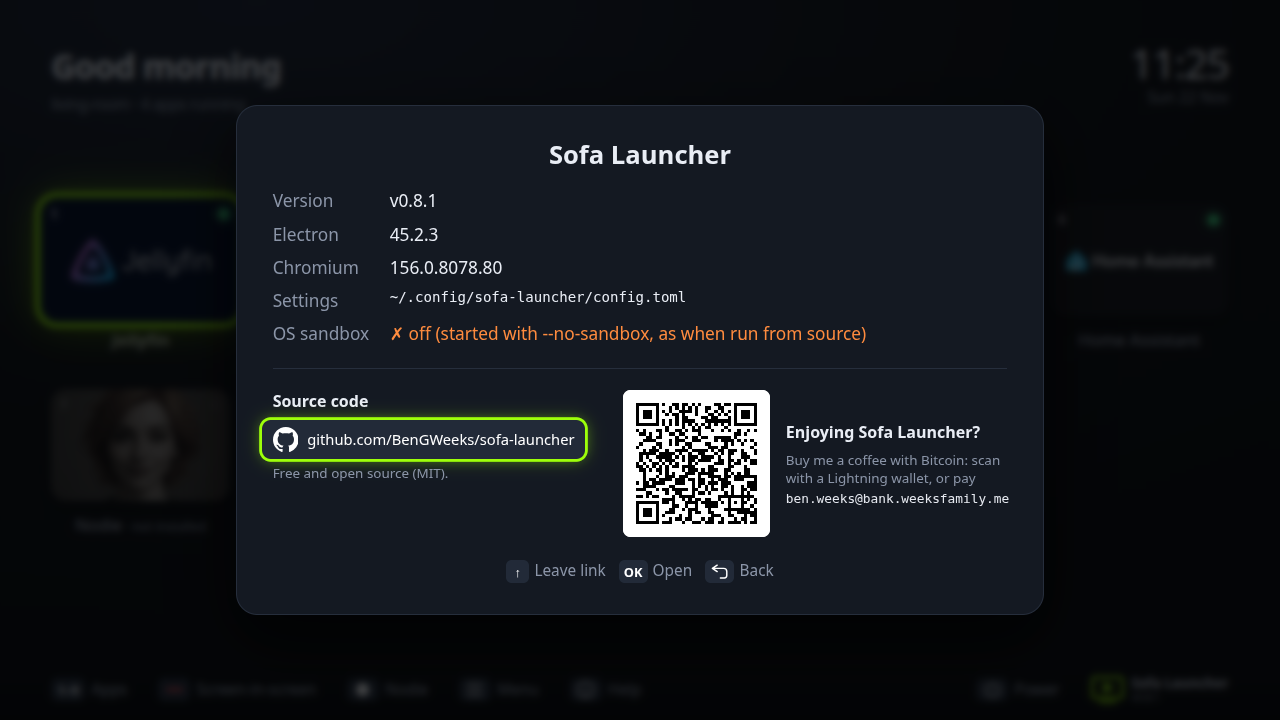 Good morning
11:25
Sofa Launcher
Version v0.8.1
Electron 45.2.3
Chromium 156.0.8078.80
Settings ~/.config/sofa-launcher/config.toml
OS sandbox ✗ off (started with --no-sandbox, as when run from source)
Jellyfin
Home Assistant
Jellyfin
Home Assistant
Source code
github.com/BenGWeeks/sofa-launcher
Free and open source (MIT).
Enjoying Sofa Launcher?
Buy me a coffee with Bitcoin: scan
with a Lightning wallet, or pay
ben.weeks@bank.weeksfamily.me
↑ Leave link OK Open Back
Apps
Menu
Help
Power
Sofa Launcher